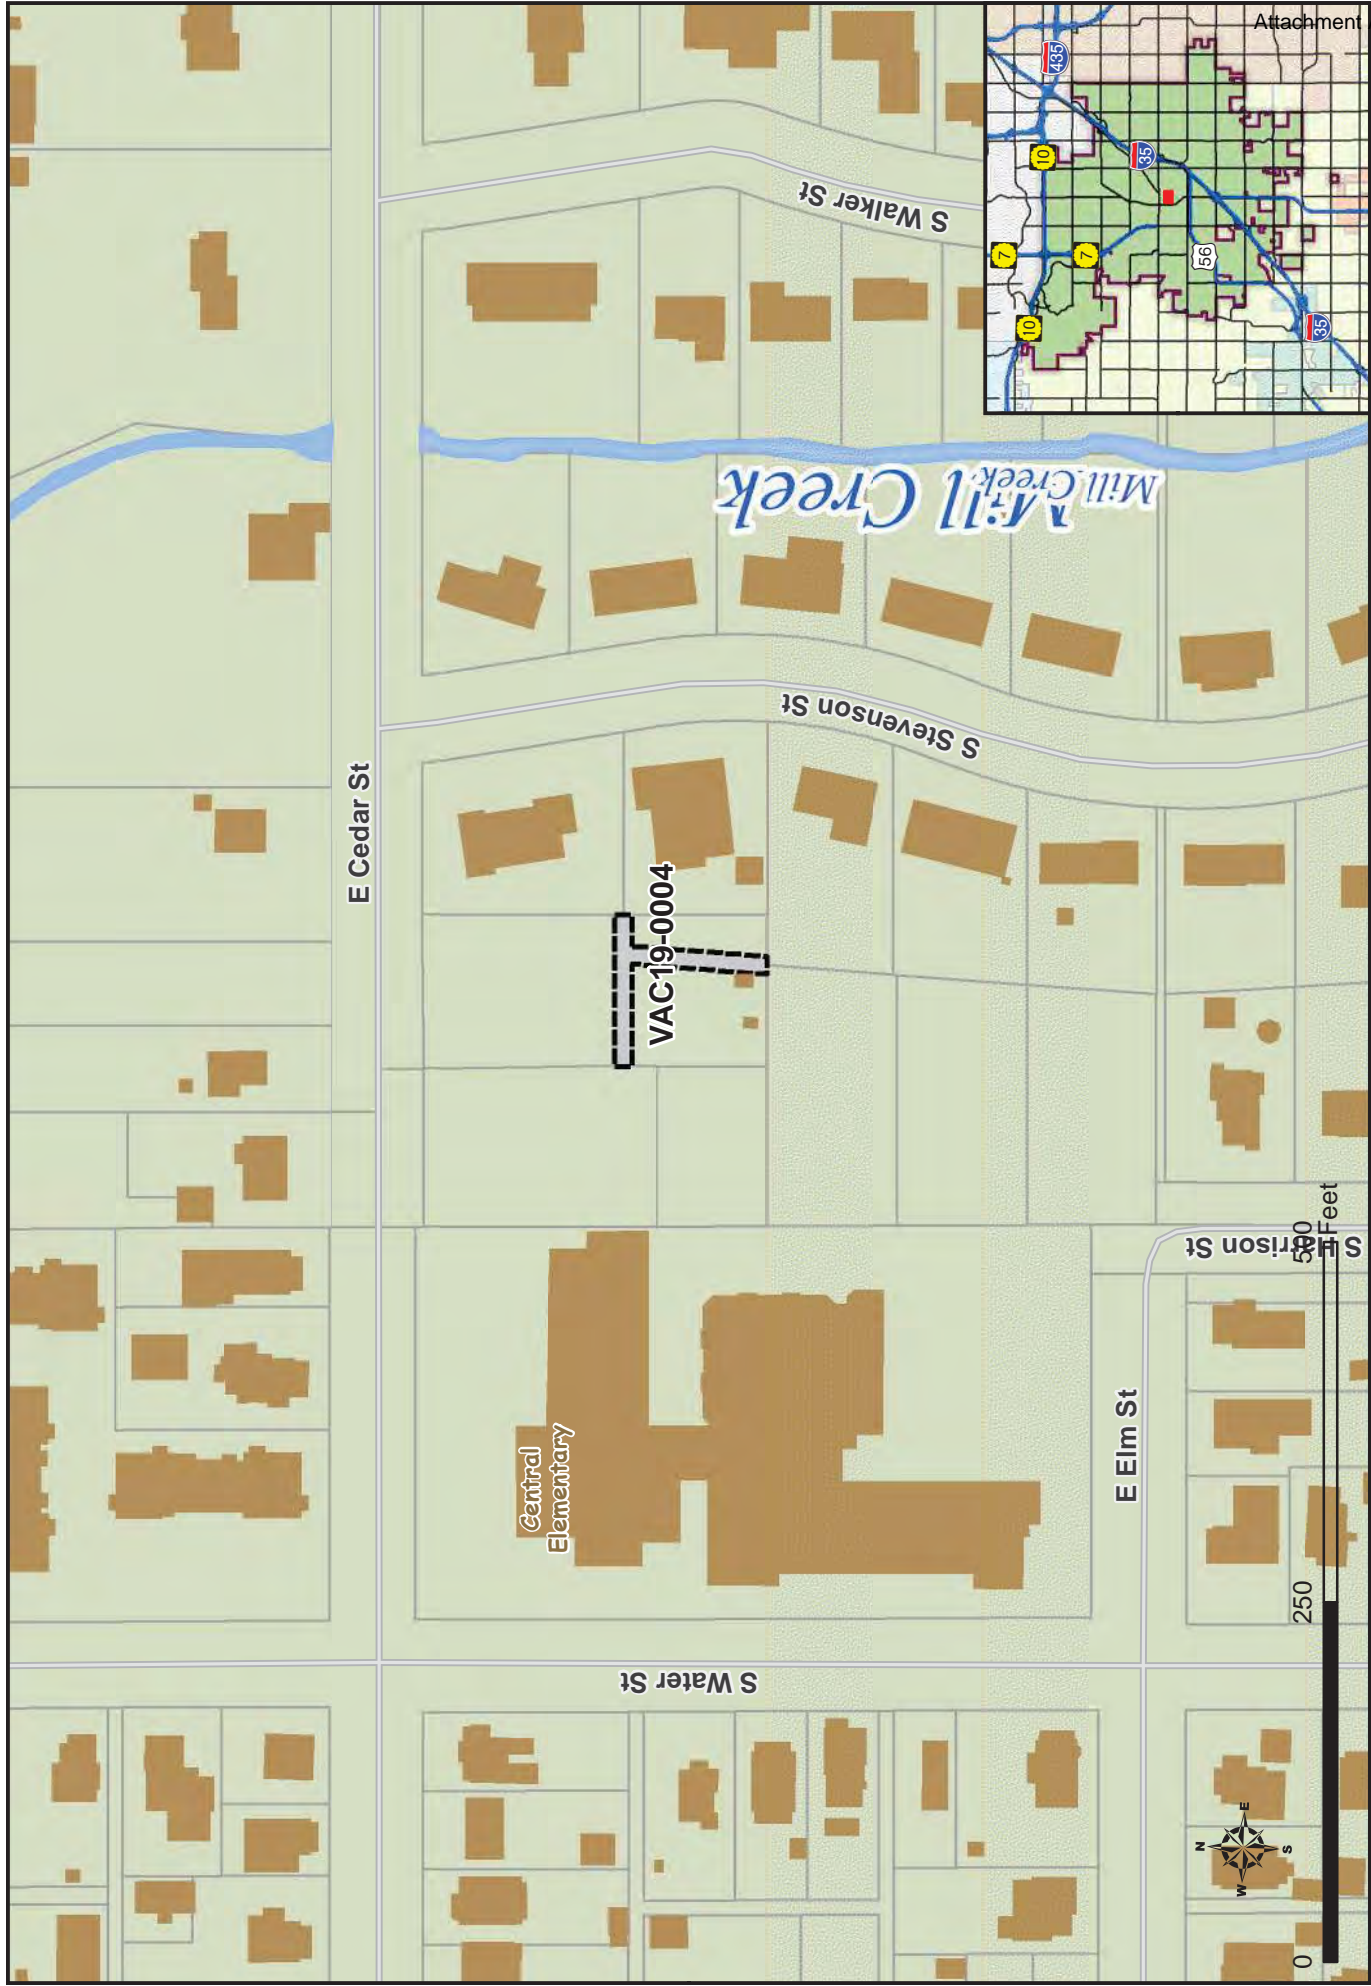 Attachment
435
10
35
7
7
56
10
35
S Walker St
Mill Creek
Mill Creek
S Stevenson St
E Cedar St
VAC19-0004
S Harrison St
Central
Elementary
E Elm St
S Water St
N
W
E
S
0
250
500
Feet